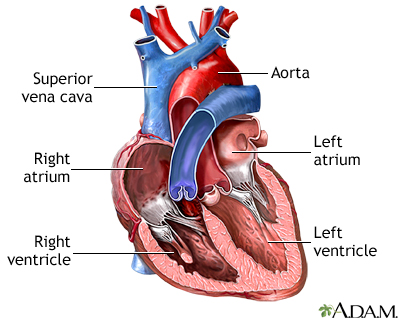 Superior
vena cava
Aorta
Right
atrium
Left
atrium
Right
ventricle
Left
ventricle
A.D.A.M.